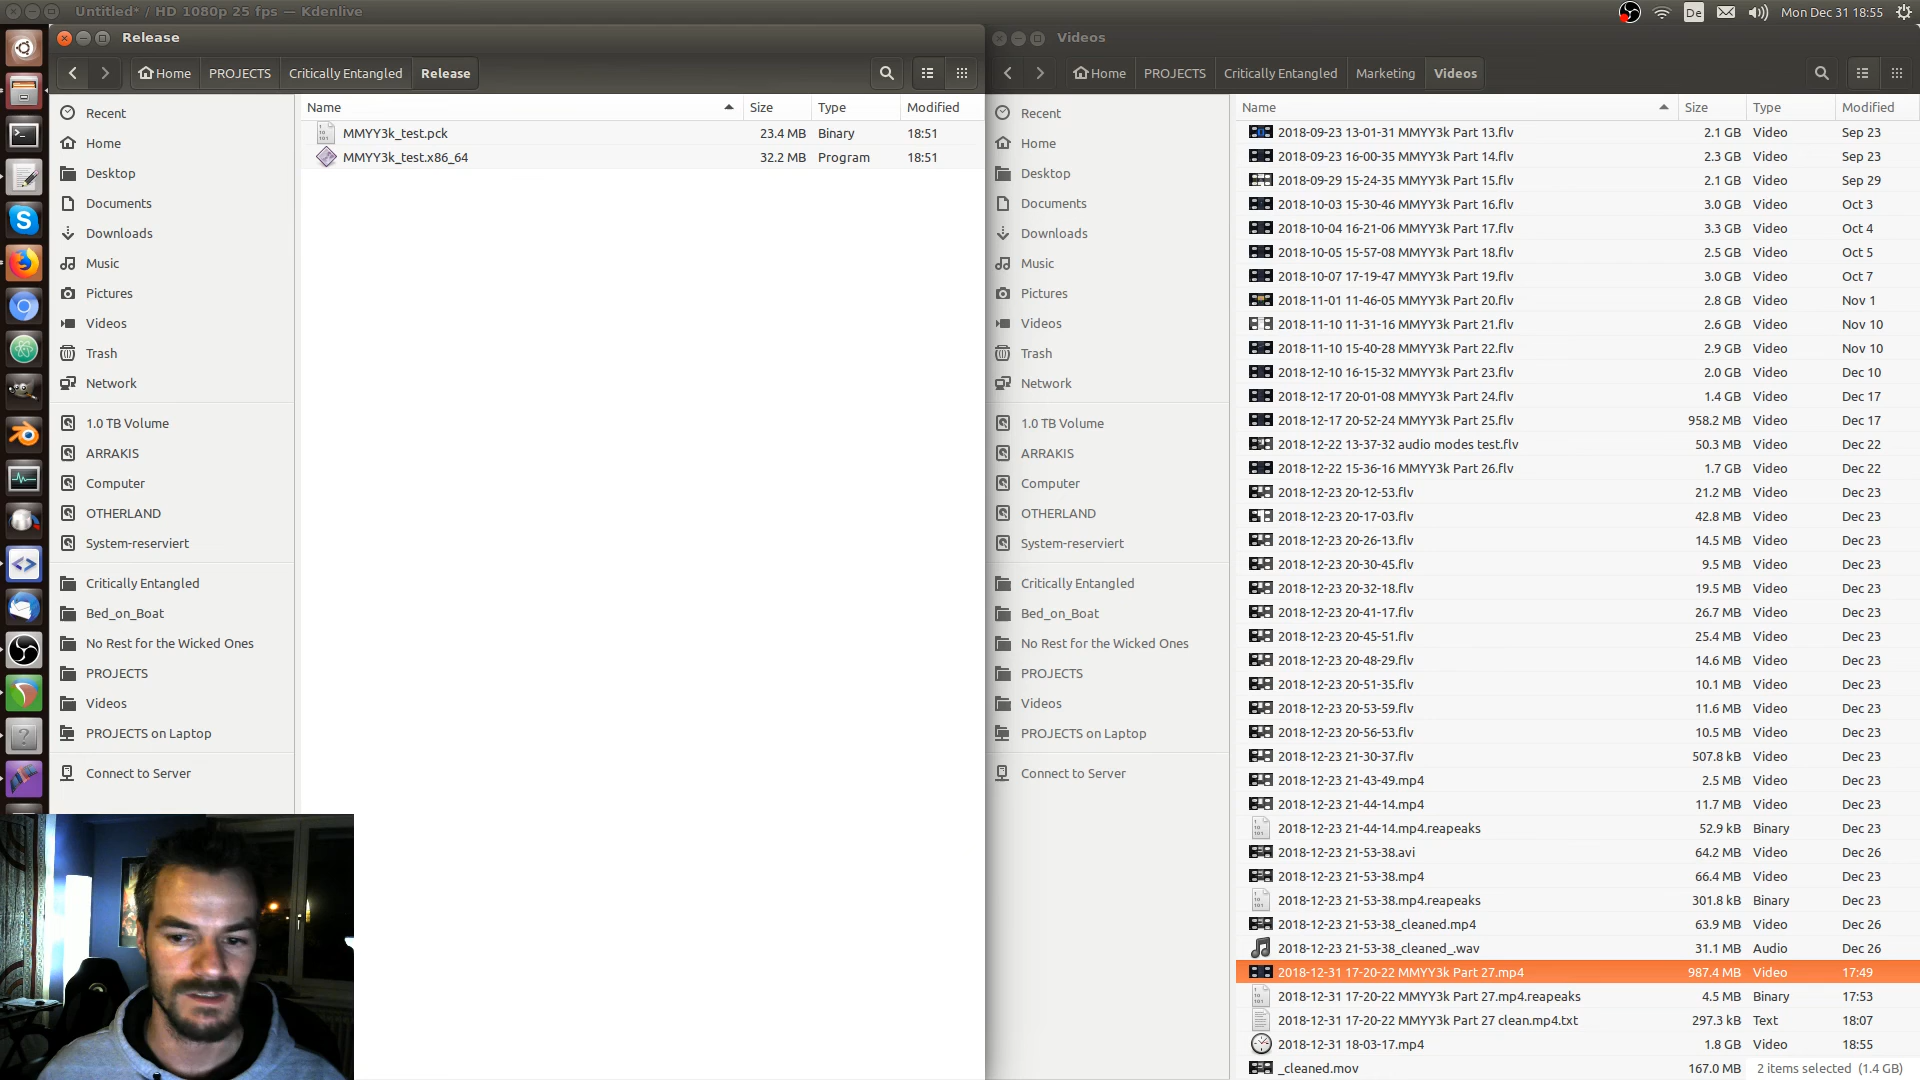 Untitled* / HD 1080p 25 fps — Kdenlive
De
Mon Dec 31 18:55
Release
Home
PROJECTS
Critically Entangled
Release
Name
Size
Type
Modified
MMYY3k_test.pck 23.4 MB Binary 18:51
MMYY3k_test.x86_64 32.2 MB Program 18:51
Recent
Home
Desktop
Documents
Downloads
Music
Pictures
Videos
Trash
Network
1.0 TB Volume
ARRAKIS
Computer
OTHERLAND
System-reserviert
Critically Entangled
Bed_on_Boat
No Rest for the Wicked Ones
PROJECTS
Videos
PROJECTS on Laptop
Connect to Server
Videos
Home
PROJECTS
Critically Entangled
Marketing
Videos
Recent
Home
Desktop
Documents
Downloads
Music
Pictures
Videos
Trash
Network
1.0 TB Volume
ARRAKIS
Computer
OTHERLAND
System-reserviert
Critically Entangled
Bed_on_Boat
No Rest for the Wicked Ones
PROJECTS
Videos
PROJECTS on Laptop
Connect to Server
Name
Size
Type
Modified
2018-09-23 13-01-31 MMYY3k Part 13.flv 2.1 GB Video Sep 23
2018-09-23 16-00-35 MMYY3k Part 14.flv 2.3 GB Video Sep 23
2018-09-29 15-24-35 MMYY3k Part 15.flv 2.1 GB Video Sep 29
2018-10-03 15-30-46 MMYY3k Part 16.flv 3.0 GB Video Oct 3
2018-10-04 16-21-06 MMYY3k Part 17.flv 3.3 GB Video Oct 4
2018-10-05 15-57-08 MMYY3k Part 18.flv 2.5 GB Video Oct 5
2018-10-07 17-19-47 MMYY3k Part 19.flv 3.0 GB Video Oct 7
2018-11-01 11-46-05 MMYY3k Part 20.flv 2.8 GB Video Nov 1
2018-11-10 11-31-16 MMYY3k Part 21.flv 2.6 GB Video Nov 10
2018-11-10 15-40-28 MMYY3k Part 22.flv 2.9 GB Video Nov 10
2018-12-10 16-15-32 MMYY3k Part 23.flv 2.0 GB Video Dec 10
2018-12-17 20-01-08 MMYY3k Part 24.flv 1.4 GB Video Dec 17
2018-12-17 20-52-24 MMYY3k Part 25.flv 958.2 MB Video Dec 17
2018-12-22 13-37-32 audio modes test.flv 50.3 MB Video Dec 22
2018-12-22 15-36-16 MMYY3k Part 26.flv 1.7 GB Video Dec 22
2018-12-23 20-12-53.flv 21.2 MB Video Dec 23
2018-12-23 20-17-03.flv 42.8 MB Video Dec 23
2018-12-23 20-26-13.flv 14.5 MB Video Dec 23
2018-12-23 20-30-45.flv 9.5 MB Video Dec 23
2018-12-23 20-32-18.flv 19.5 MB Video Dec 23
2018-12-23 20-41-17.flv 26.7 MB Video Dec 23
2018-12-23 20-45-51.flv 25.4 MB Video Dec 23
2018-12-23 20-48-29.flv 14.6 MB Video Dec 23
2018-12-23 20-51-35.flv 10.1 MB Video Dec 23
2018-12-23 20-53-59.flv 11.6 MB Video Dec 23
2018-12-23 20-56-53.flv 10.5 MB Video Dec 23
2018-12-23 21-30-37.flv 507.8 kB Video Dec 23
2018-12-23 21-43-49.mp4 2.5 MB Video Dec 23
2018-12-23 21-44-14.mp4 11.7 MB Video Dec 23
2018-12-23 21-44-14.mp4.reapeaks 52.9 kB Binary Dec 23
2018-12-23 21-53-38.avi 64.2 MB Video Dec 26
2018-12-23 21-53-38.mp4 66.4 MB Video Dec 23
2018-12-23 21-53-38.mp4.reapeaks 301.8 kB Binary Dec 23
2018-12-23 21-53-38_cleaned.mp4 63.9 MB Video Dec 26
2018-12-23 21-53-38_cleaned_.wav 31.1 MB Audio Dec 26
2018-12-31 17-20-22 MMYY3k Part 27.mp4 987.4 MB Video 17:49
2018-12-31 17-20-22 MMYY3k Part 27.mp4.reapeaks 4.5 MB Binary 17:53
2018-12-31 17-20-22 MMYY3k Part 27 clean.mp4.txt 297.3 kB Text 18:07
2018-12-31 18-03-17.mp4 1.8 GB Video 18:55
_cleaned.mov 167.0 MB
2 items selected (1.4 GB)